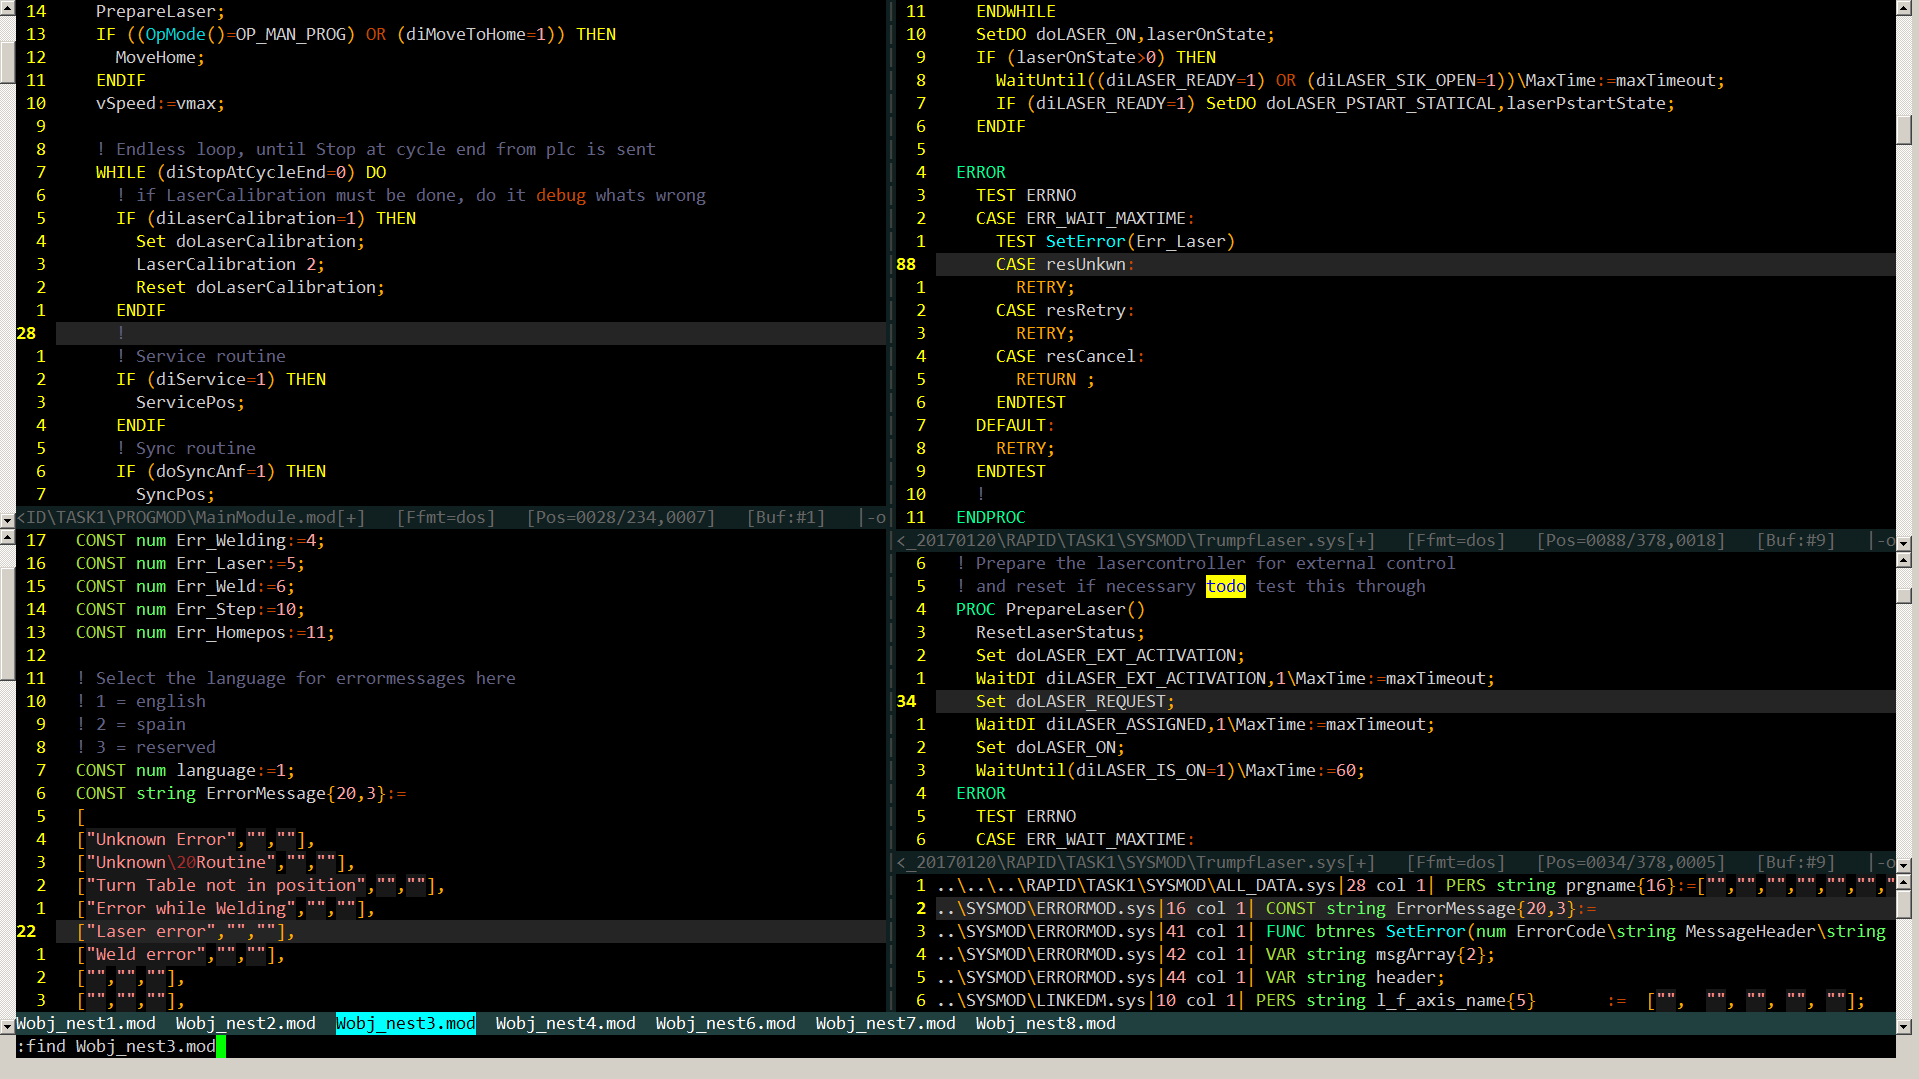 14 PrepareLaser;
13 IF ((OpMode()=OP_MAN_PROG) OR (diMoveToHome=1)) THEN
12 MoveHome;
11 ENDIF
10 vSpeed:=vmax;
9
8 ! Endless loop, until Stop at cycle end from plc is sent
7 WHILE (diStopAtCycleEnd=0) DO
6 ! if LaserCalibration must be done, do it debug whats wrong
5 IF (diLaserCalibration=1) THEN
4 Set doLaserCalibration;
3 LaserCalibration 2;
2 Reset doLaserCalibration;
1 ENDIF
28 !
1 ! Service routine
2 IF (diService=1) THEN
3 ServicePos;
4 ENDIF
5 ! Sync routine
6 IF (doSyncAnf=1) THEN
7 SyncPos;
<ID\TASK1\PROGMOD\MainModule.mod[+] [Ffmt=dos] [Pos=0028/234,0007] [Buf:#1] |-o
17 CONST num Err_Welding:=4;
16 CONST num Err_Laser:=5;
15 CONST num Err_Weld:=6;
14 CONST num Err_Step:=10;
13 CONST num Err_Homepos:=11;
12
11 ! Select the language for errormessages here
10 ! 1 = english
9 ! 2 = spain
8 ! 3 = reserved
7 CONST num language:=1;
6 CONST string ErrorMessage{20,3}:=
5 [
4 ["Unknown Error","",""],
3 ["Unknown\20Routine","",""],
2 ["Turn Table not in position","",""],
1 ["Error while Welding","",""],
22 ["Laser error","",""],
1 ["Weld error","",""],
2 ["","",""],
3 ["","",""],
11 ENDWHILE
10 SetDO doLASER_ON,laserOnState;
9 IF (laserOnState>0) THEN
8 WaitUntil((diLASER_READY=1) OR (diLASER_SIK_OPEN=1))\MaxTime:=maxTimeout;
7 IF (diLASER_READY=1) SetDO doLASER_PSTART_STATICAL,laserPstartState;
6 ENDIF
5
4 ERROR
3 TEST ERRNO
2 CASE ERR_WAIT_MAXTIME:
1 TEST SetError(Err_Laser)
88 CASE resUnkwn:
1 RETRY;
2 CASE resRetry:
3 RETRY;
4 CASE resCancel:
5 RETURN ;
6 ENDTEST
7 DEFAULT:
8 RETRY;
9 ENDTEST
10 !
11 ENDPROC
<_20170120\RAPID\TASK1\SYSMOD\TrumpfLaser.sys[+] [Ffmt=dos] [Pos=0088/378,0018] [Buf:#9] |-o
6 ! Prepare the lasercontroller for external control
5 ! and reset if necessary todo test this through
4 PROC PrepareLaser()
3 ResetLaserStatus;
2 Set doLASER_EXT_ACTIVATION;
1 WaitDI diLASER_EXT_ACTIVATION,1\MaxTime:=maxTimeout;
34 Set doLASER_REQUEST;
1 WaitDI diLASER_ASSIGNED,1\MaxTime:=maxTimeout;
2 Set doLASER_ON;
3 WaitUntil(diLASER_IS_ON=1)\MaxTime:=60;
4 ERROR
5 TEST ERRNO
6 CASE ERR_WAIT_MAXTIME:
<_20170120\RAPID\TASK1\SYSMOD\TrumpfLaser.sys[+] [Ffmt=dos] [Pos=0034/378,0005] [Buf:#9] |-o
1 ..\..\..\RAPID\TASK1\SYSMOD\ALL_DATA.sys|28 col 1| PERS string prgname{16}:=["","","","","","","
2 ..\SYSMOD\ERRORMOD.sys|16 col 1| CONST string ErrorMessage{20,3}:=
3 ..\SYSMOD\ERRORMOD.sys|41 col 1| FUNC btnres SetError(num ErrorCode\string MessageHeader\string
4 ..\SYSMOD\ERRORMOD.sys|42 col 1| VAR string msgArray{2};
5 ..\SYSMOD\ERRORMOD.sys|44 col 1| VAR string header;
6 ..\SYSMOD\LINKEDM.sys|10 col 1| PERS string l_f_axis_name{5} := ["", "", "", "", ""];
Wobj_nest1.mod Wobj_nest2.mod Wobj_nest3.mod Wobj_nest4.mod Wobj_nest6.mod Wobj_nest7.mod Wobj_nest8.mod
:find Wobj_nest3.mod